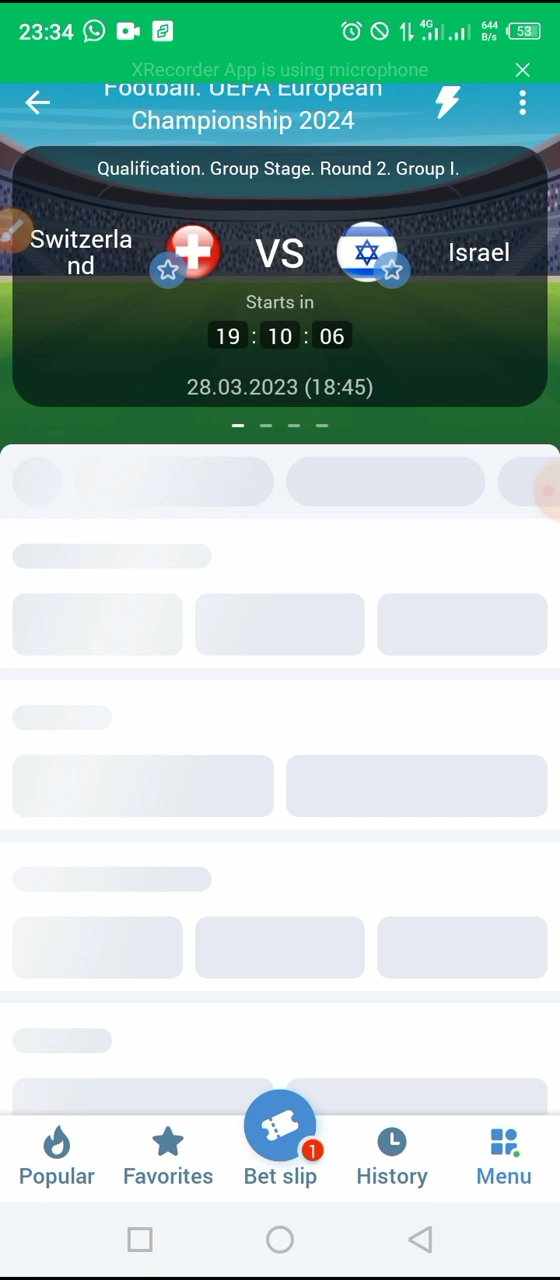 23:34
4G
644
B/s
53
XRecorder App is using microphone
Football. UEFA European
Championship 2024
Qualification. Group Stage. Round 2. Group I.
Switzerla
nd
VS
Israel
Starts in
19 : 10 : 06
28.03.2023 (18:45)
1
Popular
Favorites
Bet slip
History
Menu